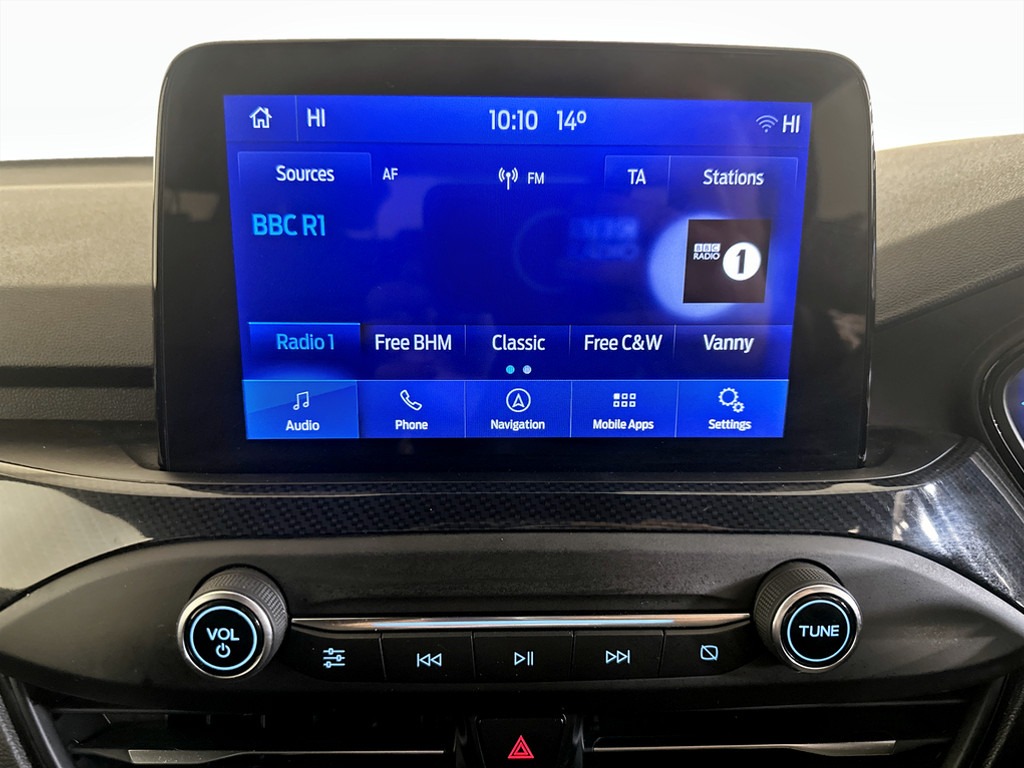 HI 10:10 14° HI
Sources AF FM TA Stations
BBC R1
BBC
RADIO 1
Radio 1 Free BHM Classic Free C&W Vanny
Audio Phone Navigation Mobile Apps Settings
VOL TUNE